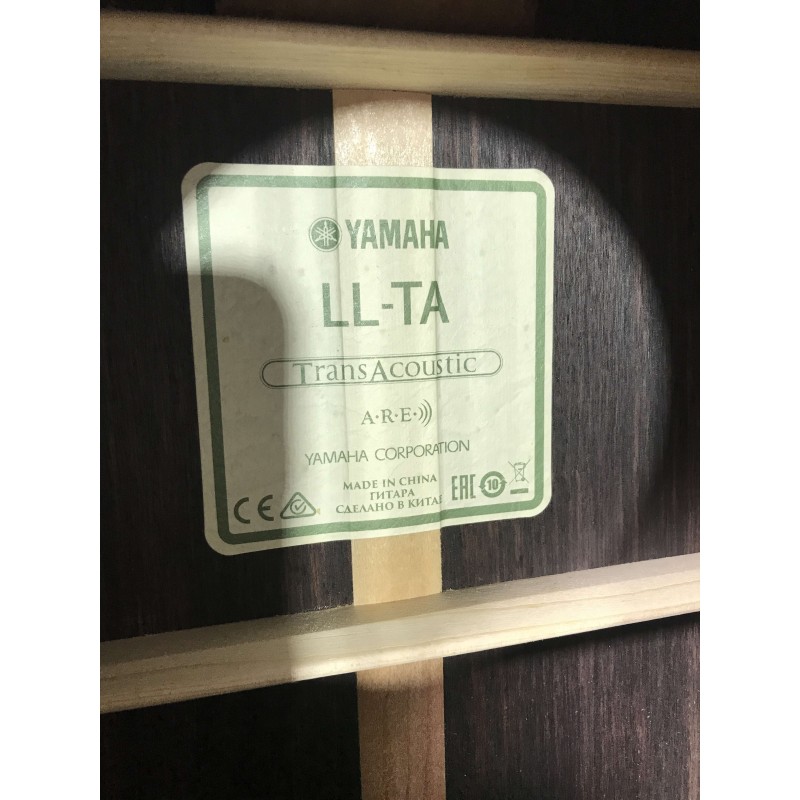 YAMAHA
LL-TA
TransAcoustic
A·R·E·
YAMAHA CORPORATION
MADE IN CHINA
ГИТАРА
СДЕЛАНО В КИТАЕ
CE
EAC
10